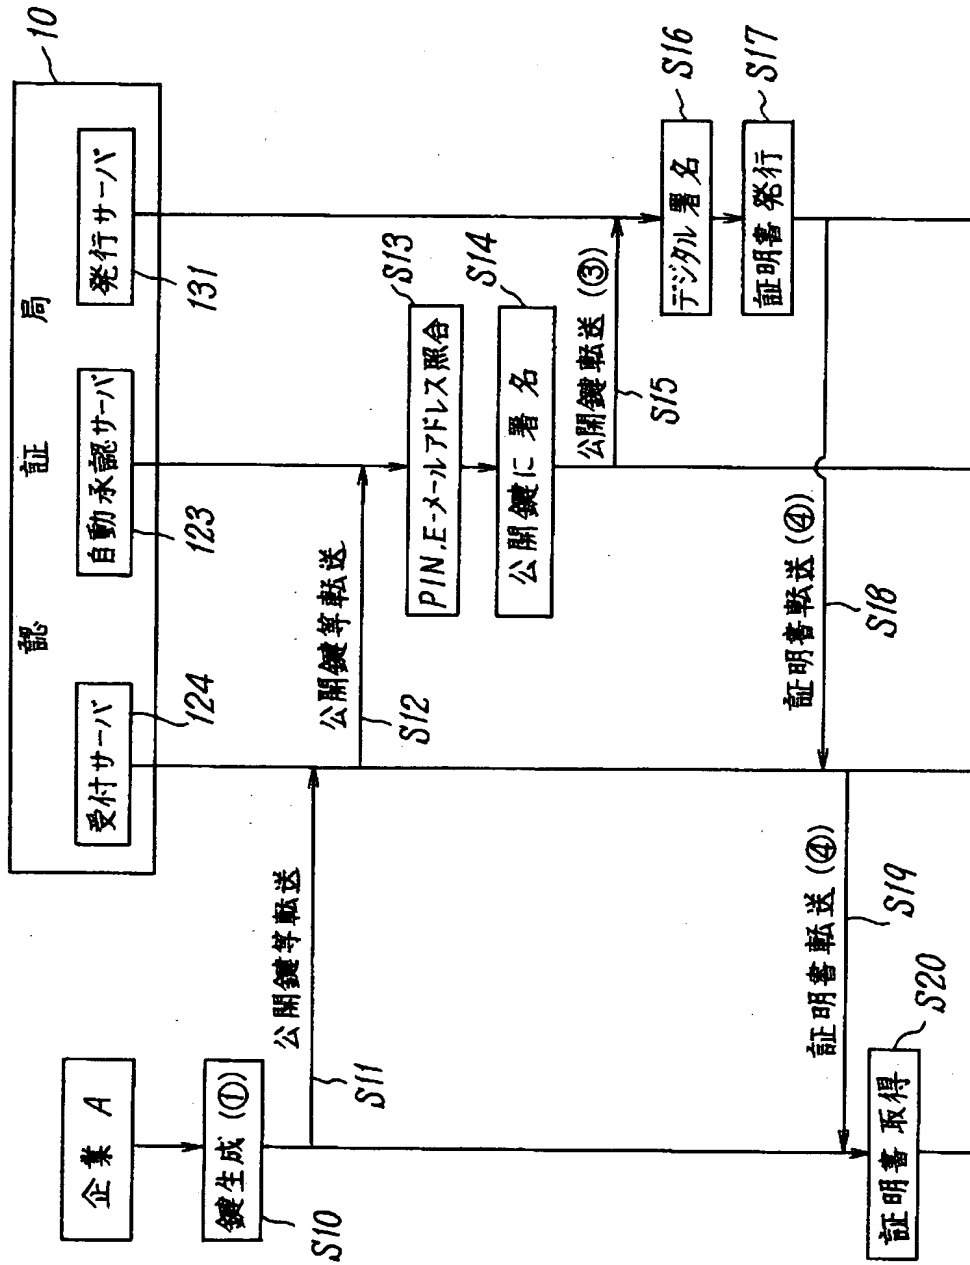 10
認証局
企業 A
受付サーバ
124
自動承認サーバ
123
発行サーバ
131
鍵生成 (①)
S10
公開鍵等転送
S11
公開鍵等転送
S12
PIN.E-メールアドレス照合
S13
公開鍵に署名
S14
公開鍵転送 (③)
S15
デジタル署名
S16
証明書発行
S17
証明書転送 (④)
S18
証明書転送 (④)
S19
証明書取得
S20